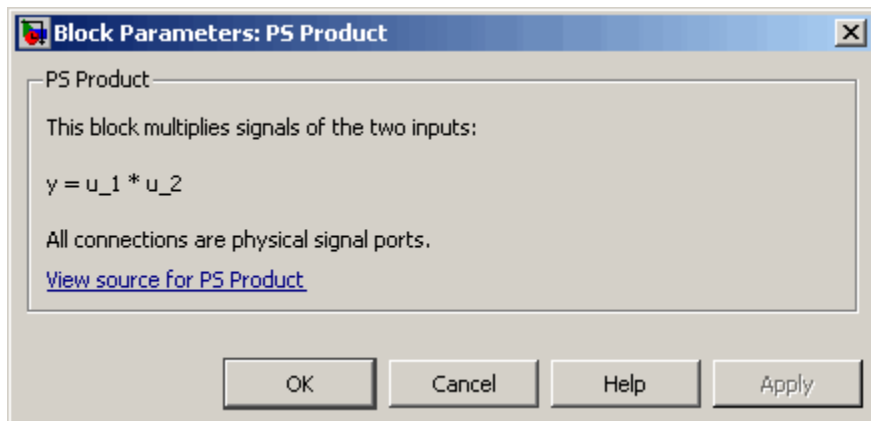 Block Parameters: PS Product
PS Product
This block multiplies signals of the two inputs:
y = u_1 * u_2
All connections are physical signal ports.
View source for PS Product
OK Cancel Help Apply